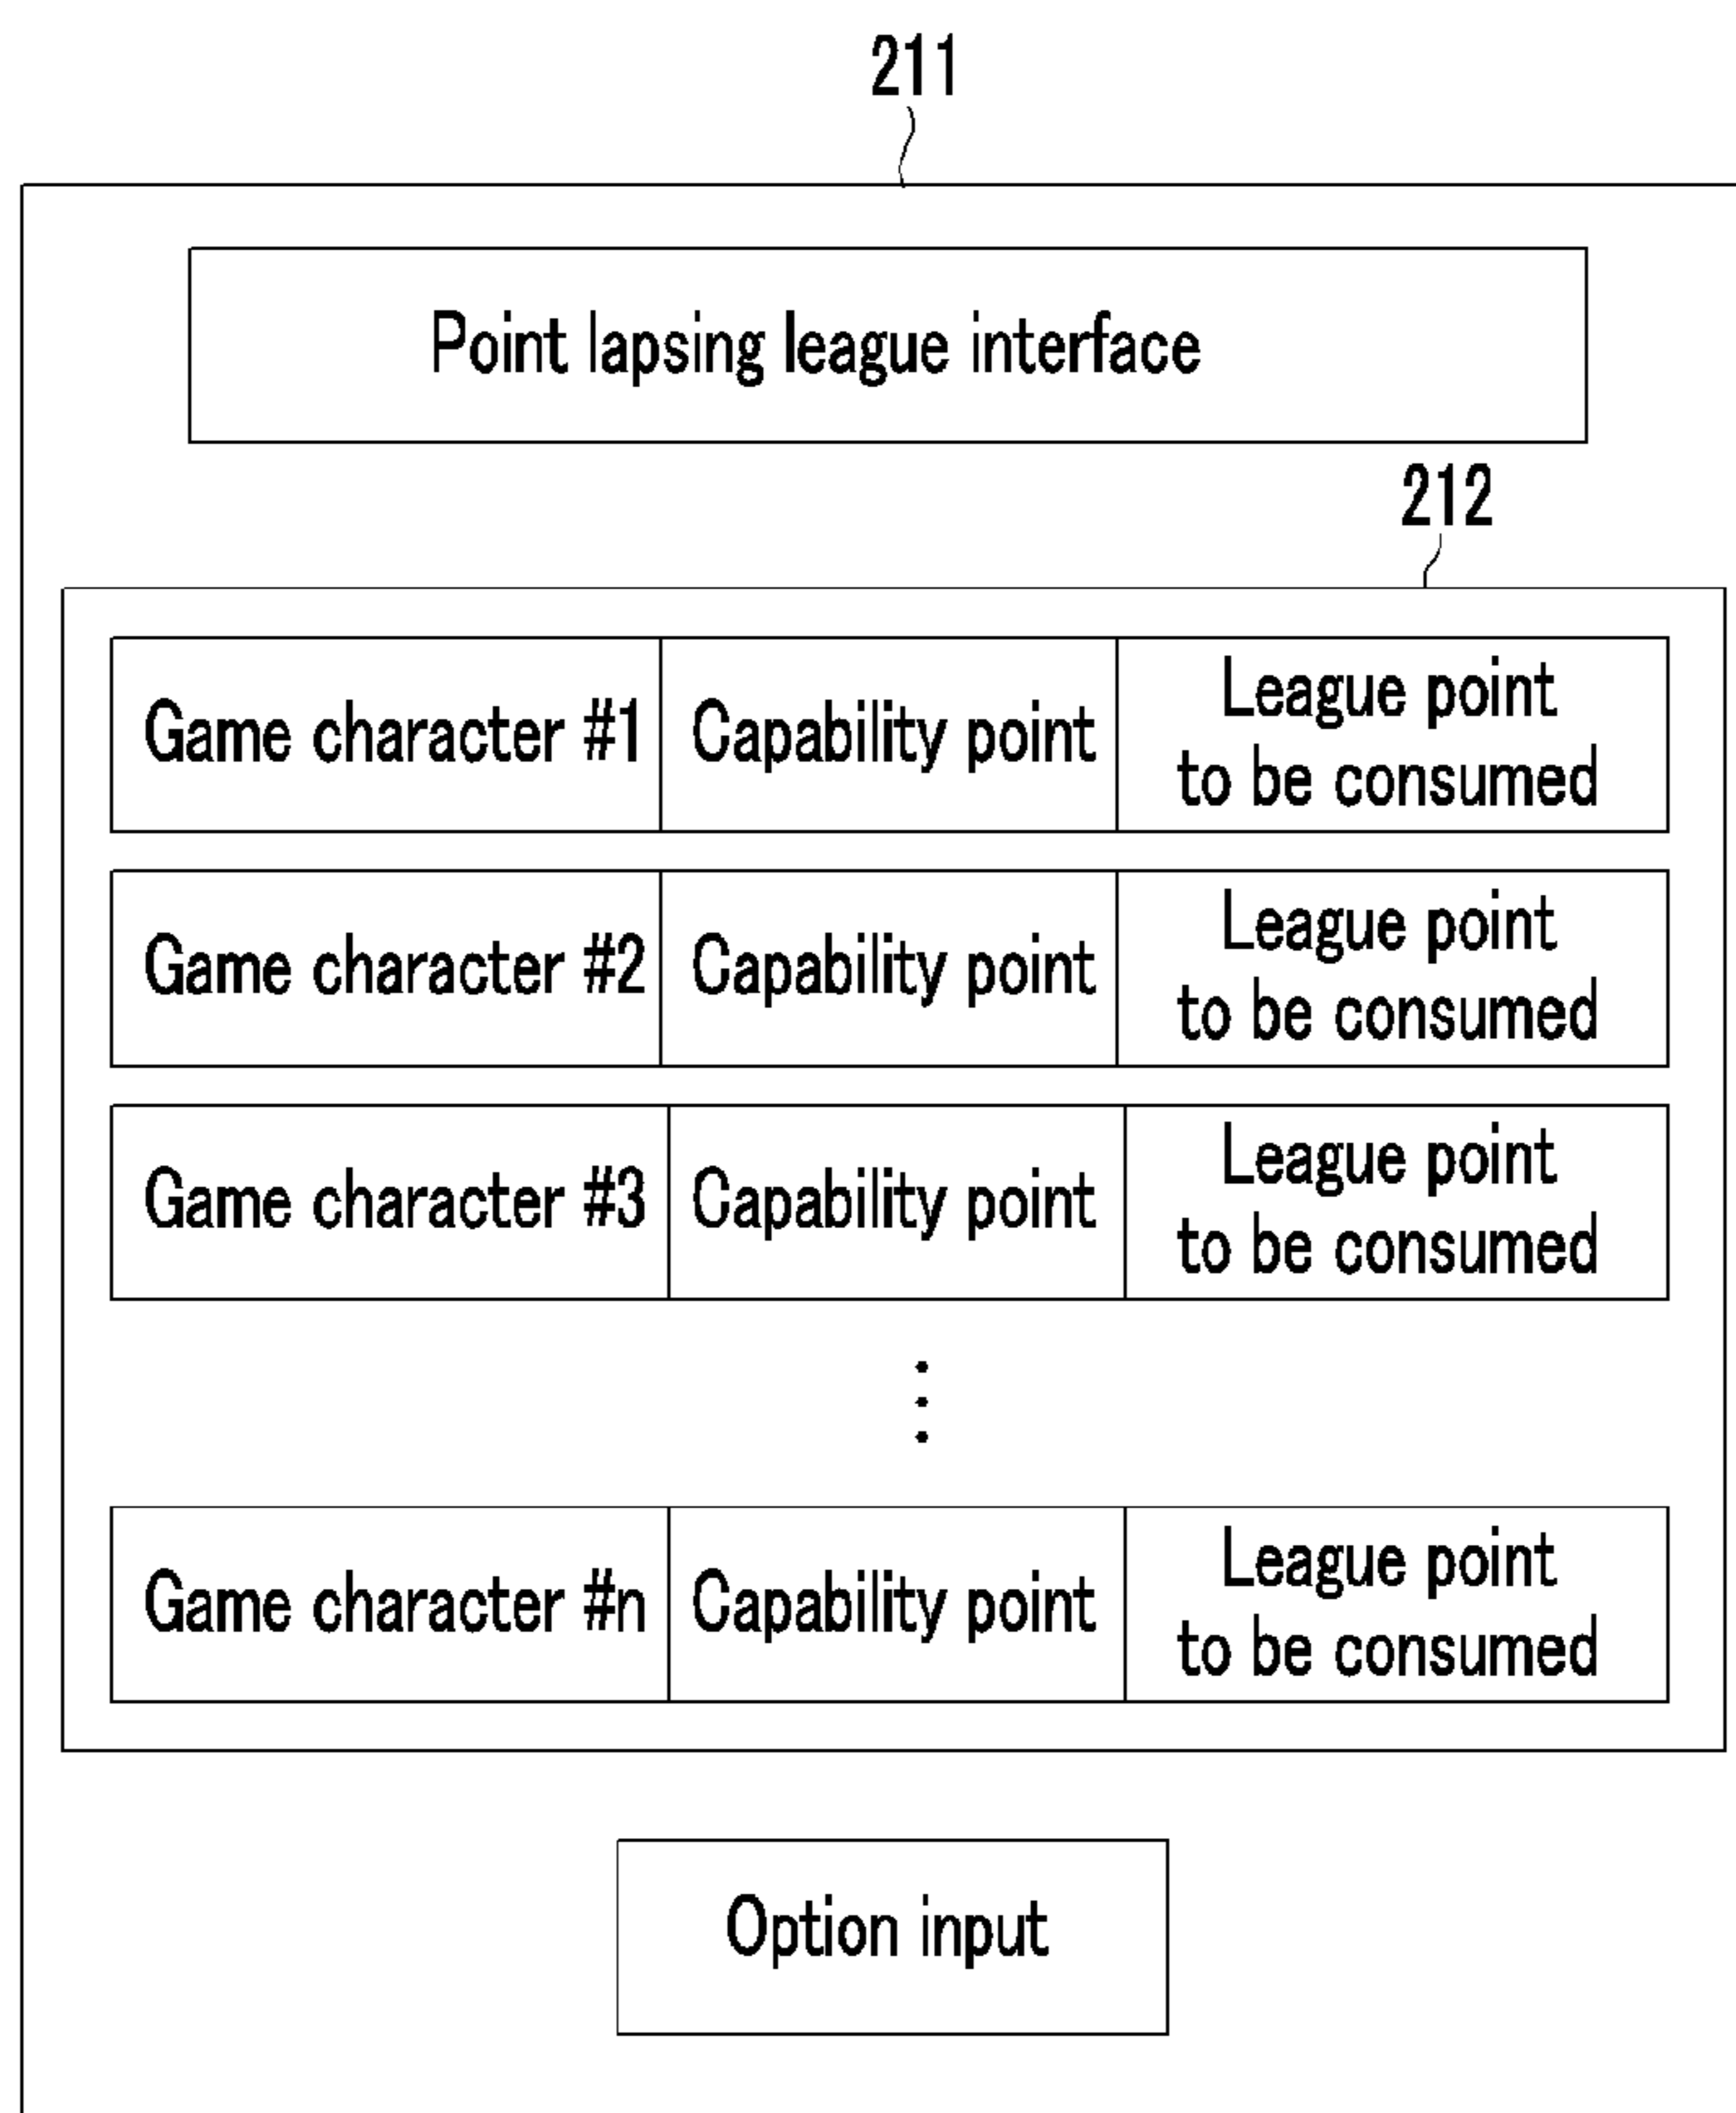 211
Point lapsing league interface
212
Game character #1
Capability point
League point
to be consumed
Game character #2
Capability point
League point
to be consumed
Game character #3
Capability point
League point
to be consumed
Game character #n
Capability point
League point
to be consumed
Option input